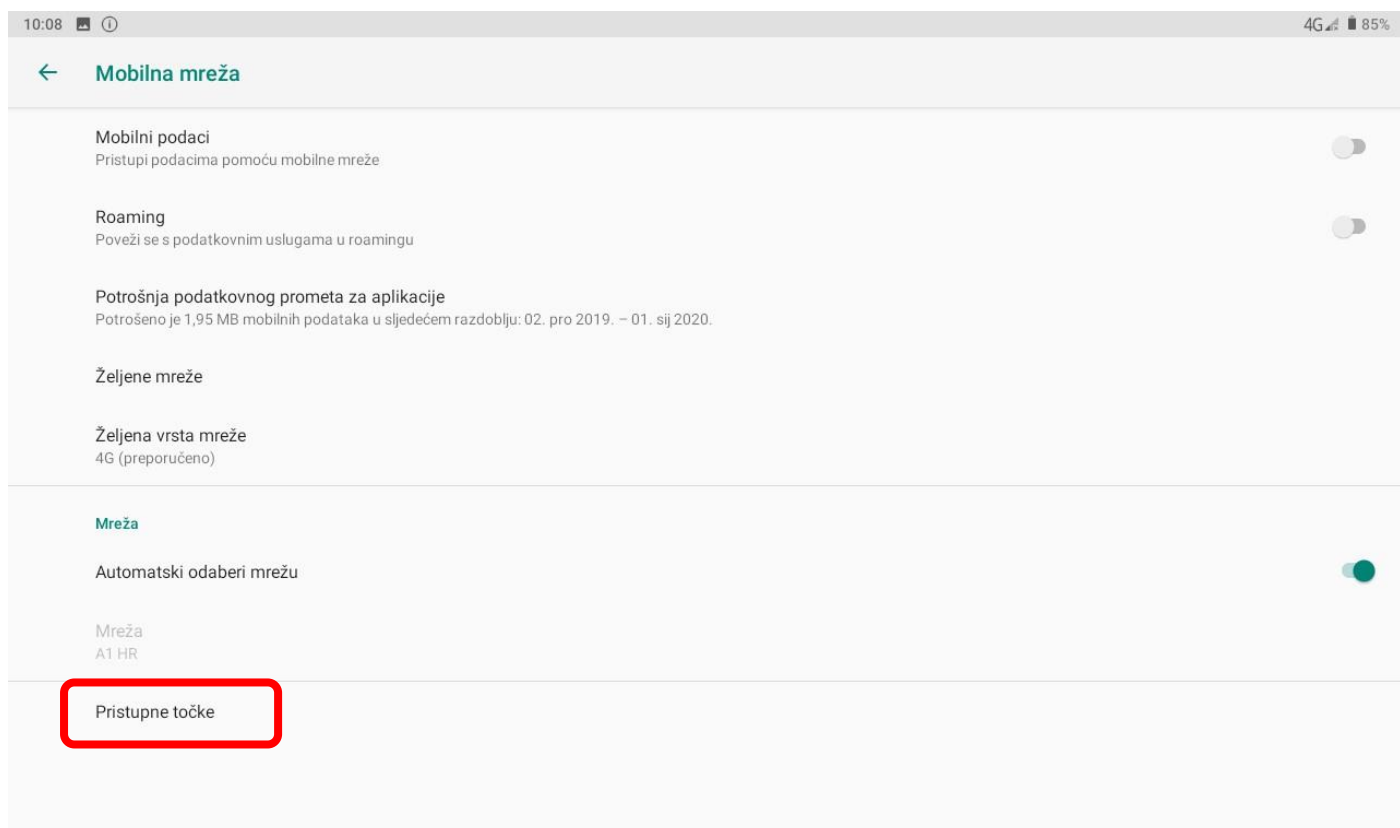 10:08 4G 85%
Mobilna mreža
Mobilni podaci
Pristupi podacima pomoću mobilne mreže
Roaming
Poveži se s podatkovnim uslugama u roamingu
Potrošnja podatkovnog prometa za aplikacije
Potrošeno je 1,95 MB mobilnih podataka u sljedećem razdoblju: 02. pro 2019. – 01. sij 2020.
Željene mreže
Željena vrsta mreže
4G (preporučeno)
Mreža
Automatski odaberi mrežu
Mreža
A1 HR
Pristupne točke